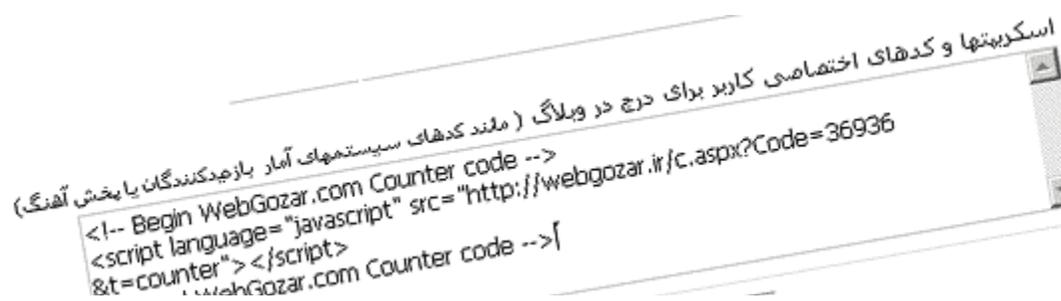 اسکریپتها و کدهای اختصاصی کاربر برای درج در وبلاگ ( مانند کدهای سیستمهای آمار بازدیدکنندگان یا پخش آهنگ)
<!-- Begin WebGozar.com Counter code -->
<script language="javascript" src="http://webgozar.ir/c.aspx?Code=36936
&t=counter"></script>
WebGozar.com Counter code -->